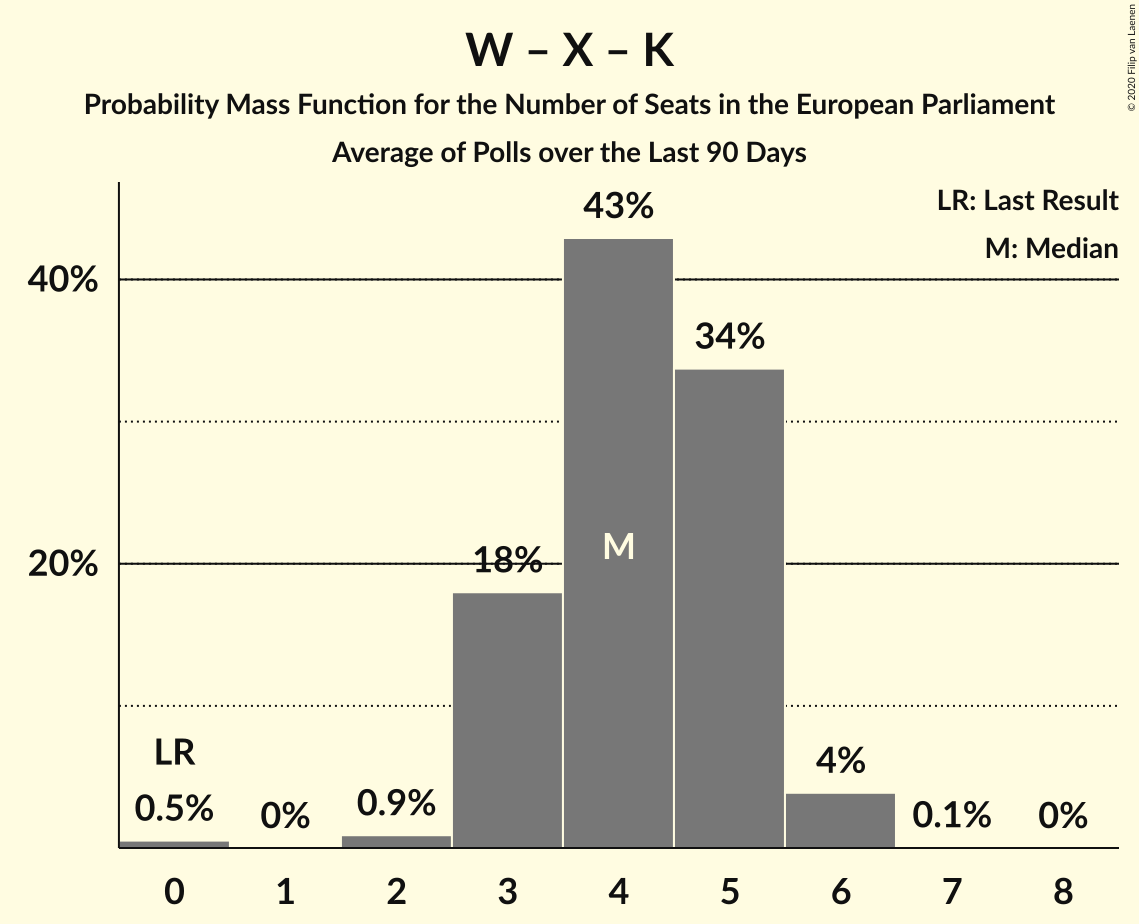 W – X – K
Probability Mass Function for the Number of Seats in the European Parliament
Average of Polls over the Last 90 Days
© 2020 Filip van Laenen
LR: Last Result
M: Median
43%
40%
34%
M
20%
18%
LR
0.5%
0%
0.9%
4%
0.1%
0%
0 1 2 3 4 5 6 7 8